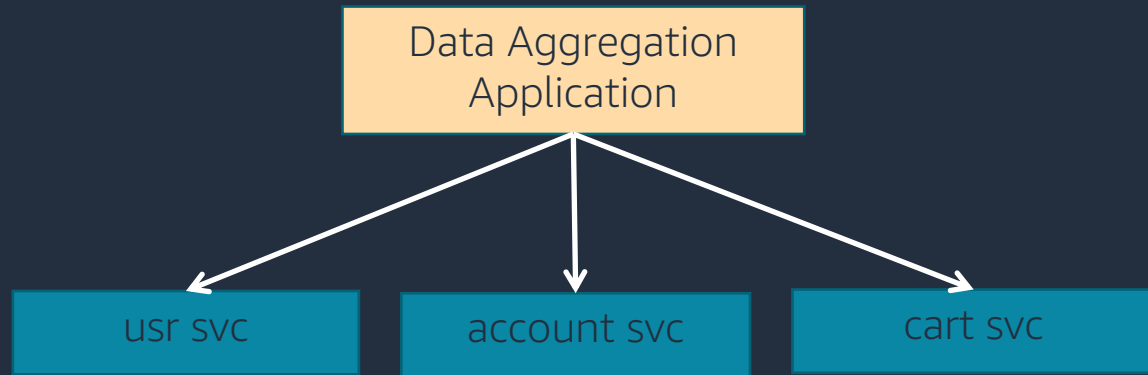 Data Aggregation
Application
usr svc
account svc
cart svc